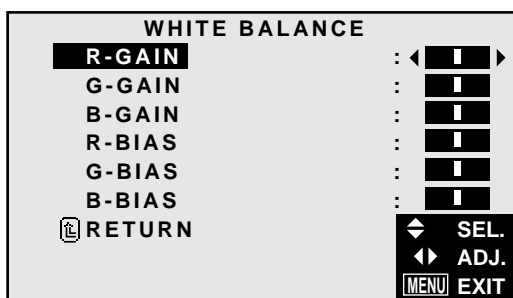 WHITE BALANCE
R-GAIN :
G-GAIN :
B-GAIN :
R-BIAS :
G-BIAS :
B-BIAS :
RETURN
SEL.
ADJ.
MENU EXIT